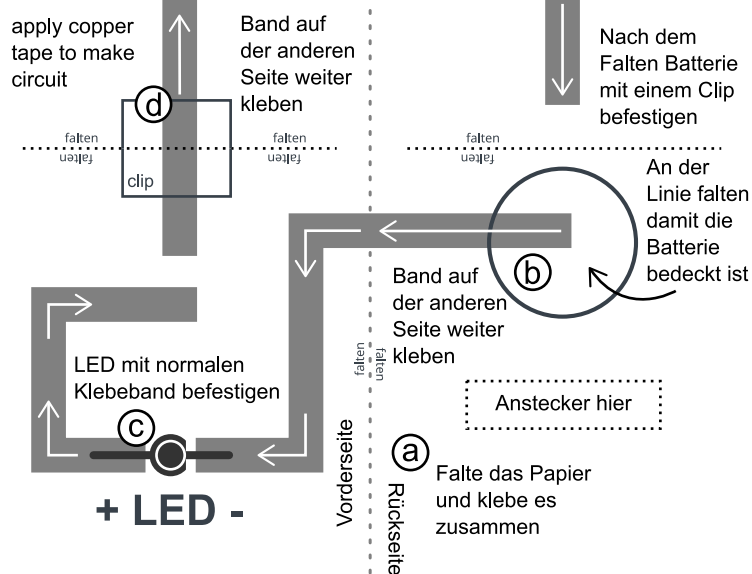 apply copper
tape to make
circuit
Band auf
der anderen
Seite weiter
kleben
Nach dem
Falten Batterie
mit einem Clip
befestigen
d
falten
falten
falten
falten
clip
falten
falten
An der
Linie falten
damit die
Batterie
bedeckt ist
b
Band auf
der anderen
Seite weiter
kleben
falten
falten
LED mit normalen
Klebeband befestigen
c
+ LED -
Vorderseite
Rückseite
Anstecker hier
a
Falte das Papier
und klebe es
zusammen